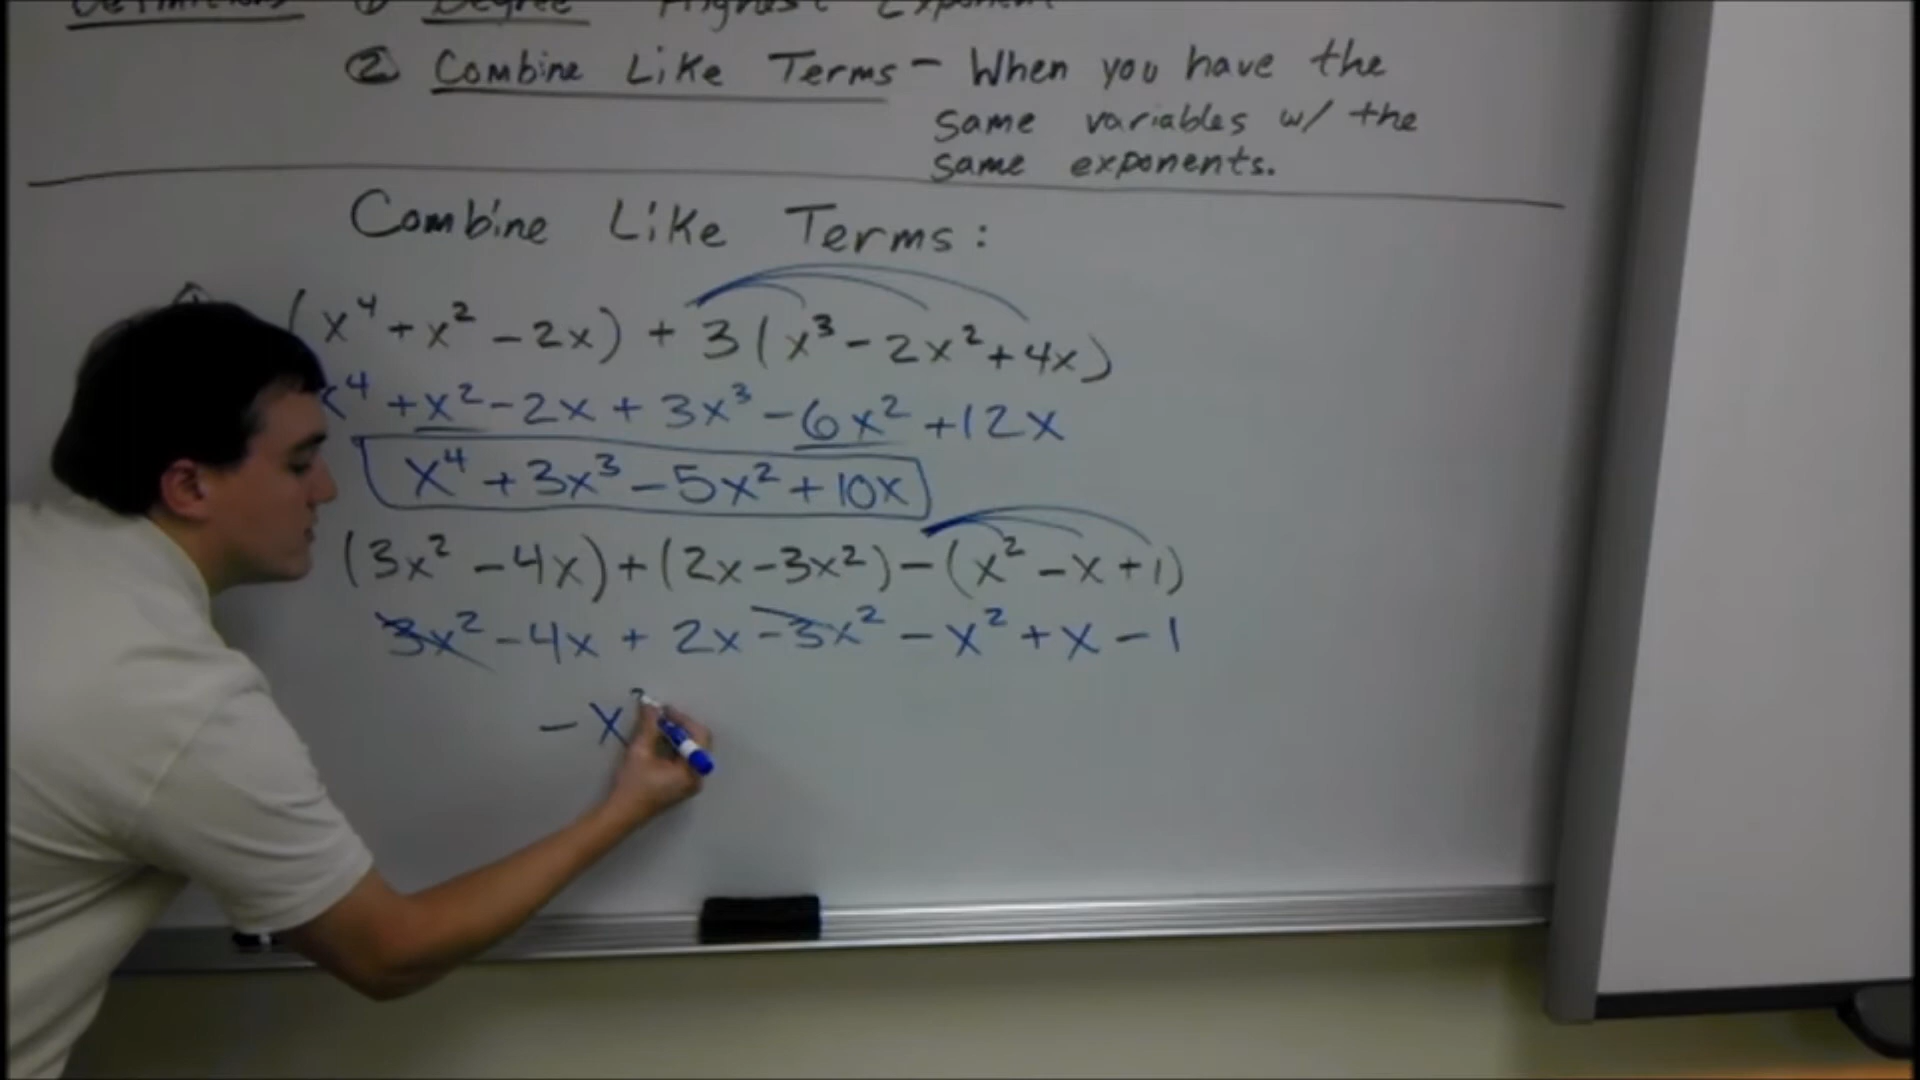 ② Combine Like Terms - When you have the
same variables w/ the
same exponents.
Combine Like Terms:
(x⁴ + x² - 2x) + 3(x³ - 2x² + 4x)
x⁴ + x² - 2x + 3x³ - 6x² + 12x
x⁴ + 3x³ - 5x² + 10x
(3x² - 4x) + (2x - 3x²) - (x² - x + 1)
3x² - 4x + 2x - 3x² - x² + x - 1
- x²